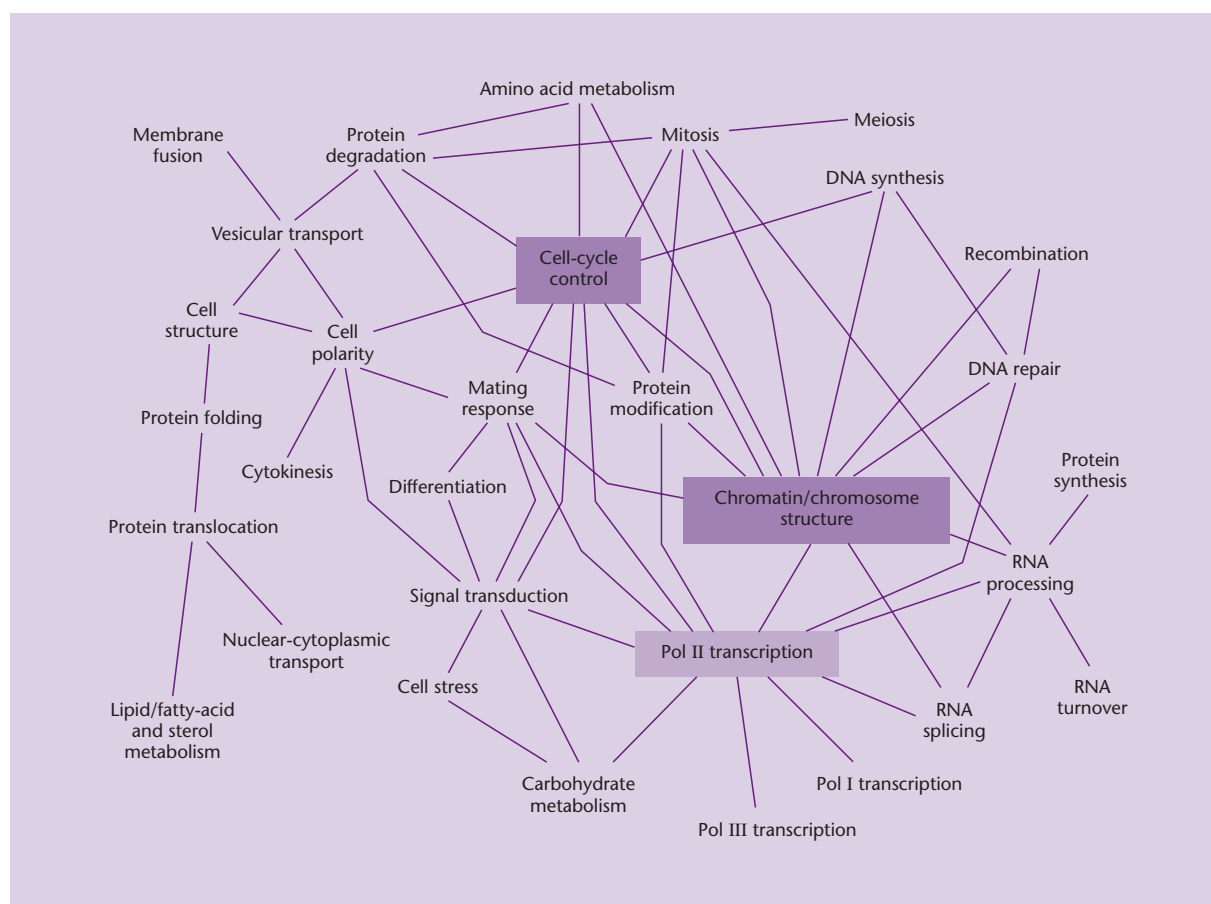 Amino acid metabolism
Meiosis
Membrane
fusion
Protein
degradation
Mitosis
DNA synthesis
Vesicular transport
Recombination
Cell-cycle
control
Cell
structure
Cell
polarity
DNA repair
Mating
response
Protein
modification
Protein folding
Cytokinesis
Differentiation
Protein
synthesis
Chromatin/chromosome
structure
Protein translocation
RNA
processing
Signal transduction
Nuclear-cytoplasmic
transport
Pol II transcription
Cell stress
RNA
turnover
Lipid/fatty-acid
and sterol
metabolism
RNA
splicing
Carbohydrate
metabolism
Pol I transcription
Pol III transcription